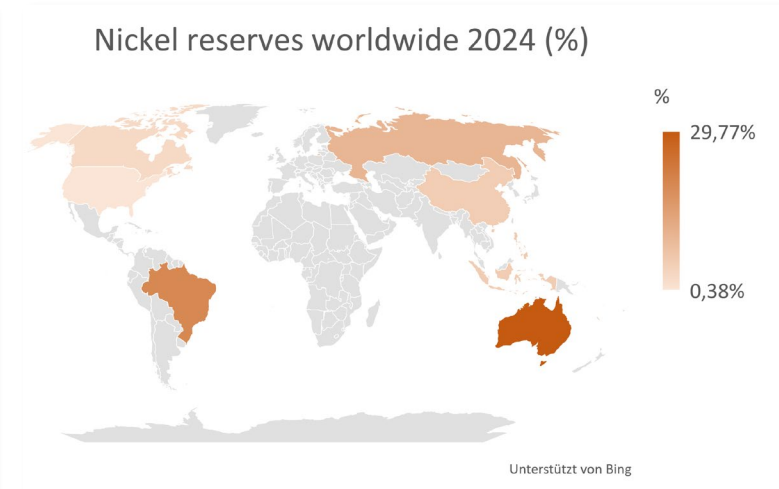 Nickel reserves worldwide 2024 (%)
%
29,77%
0,38%
Unterstützt von Bing